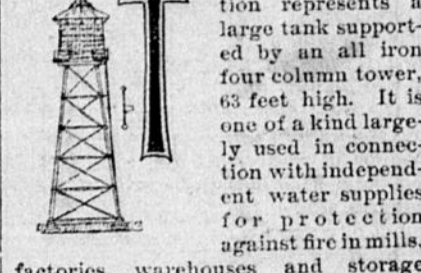 T
tion represents a
large tank support-
ed by an all iron
four column tower,
63 feet high. It is
one of a kind large-
ly used in connec-
tion with independ-
ent water supplies
for protection
against fire in mills,
factories, warehouses and storage